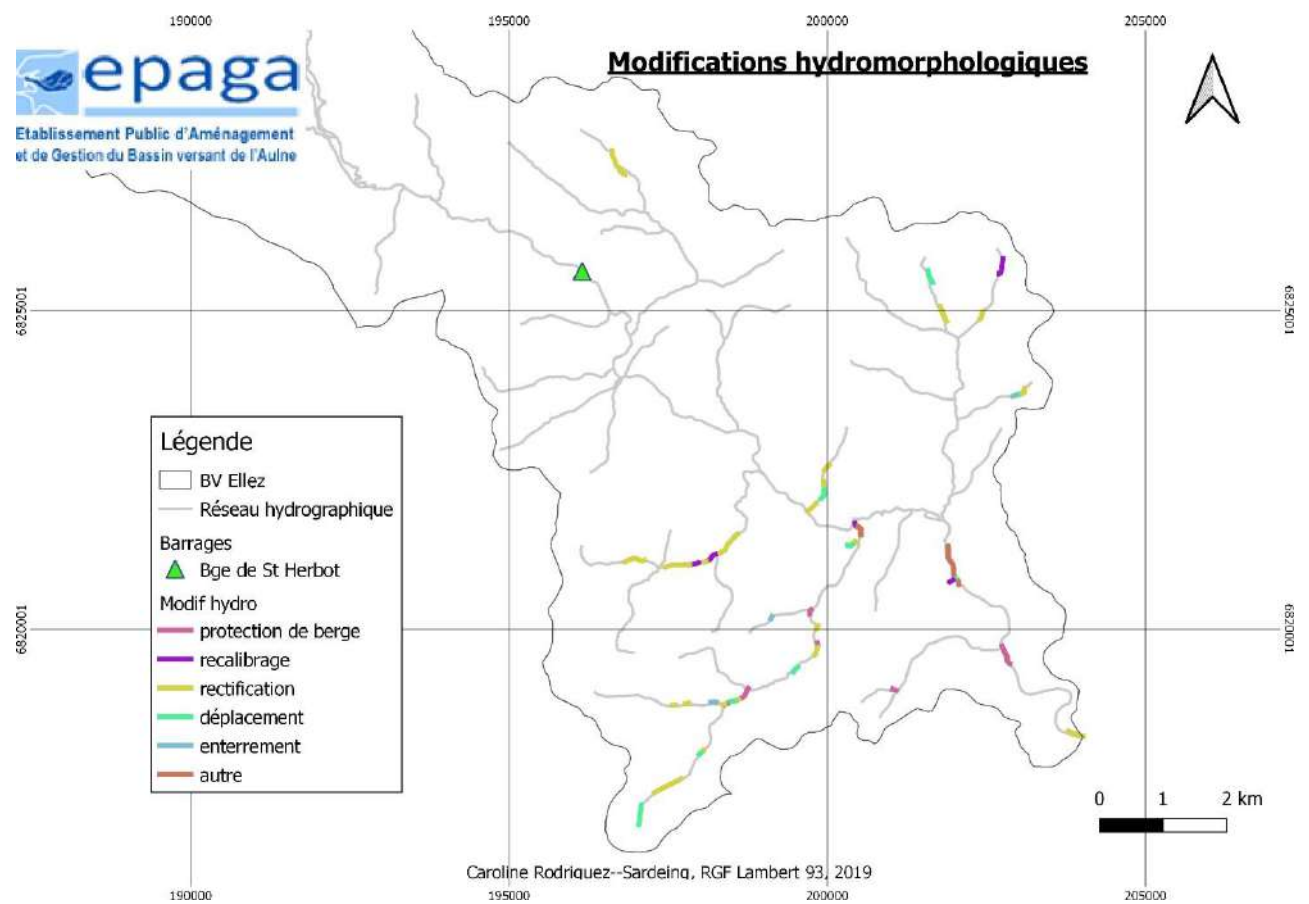 190000
195000
200000
205000
epaga
Etablissement Public d'Aménagement
et de Gestion du Bassin versant de l'Aulne
Modifications hydromorphologiques
6825001
6825001
Légende
BV Ellez
Réseau hydrographique
Barrages
Bge de St Herbot
Modif hydro
protection de berge
recalibrage
rectification
déplacement
enterrement
autre
6820001
6820001
0 1 2 km
Caroline Rodriguez--Sardeing, RGF Lambert 93, 2019
190000
195000
200000
205000